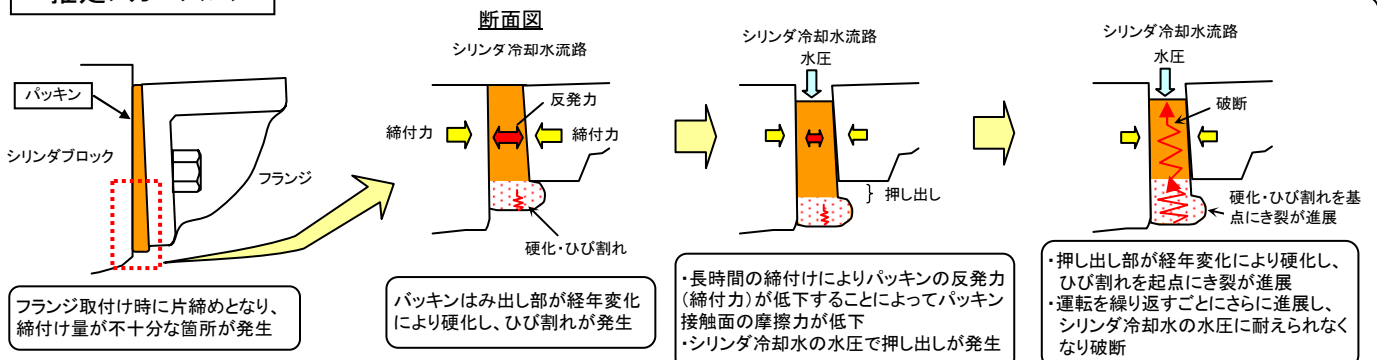 断面図
シリンダ冷却水流路
パッキン
シリンダブロック
フランジ
反発力
締付力
締付力
硬化・ひび割れ
シリンダ冷却水流路
水圧
押し出し
シリンダ冷却水流路
水圧
破断
硬化・ひび割れを基
点にき裂が進展
フランジ取付け時に片締めとなり、
締付け量が不十分な箇所が発生
パッキンはみ出し部が経年変化
により硬化し、ひび割れが発生
・長時間の締付けによりパッキンの反発力
(締付力)が低下することによってパッキン
接触面の摩擦力が低下
・シリンダ冷却水の水圧で押し出しが発生
・押し出し部が経年変化により硬化し、
ひび割れを起点にき裂が進展
・運転を繰り返すごとにさらに進展し、
シリンダ冷却水の水圧に耐えられなく
なり破断